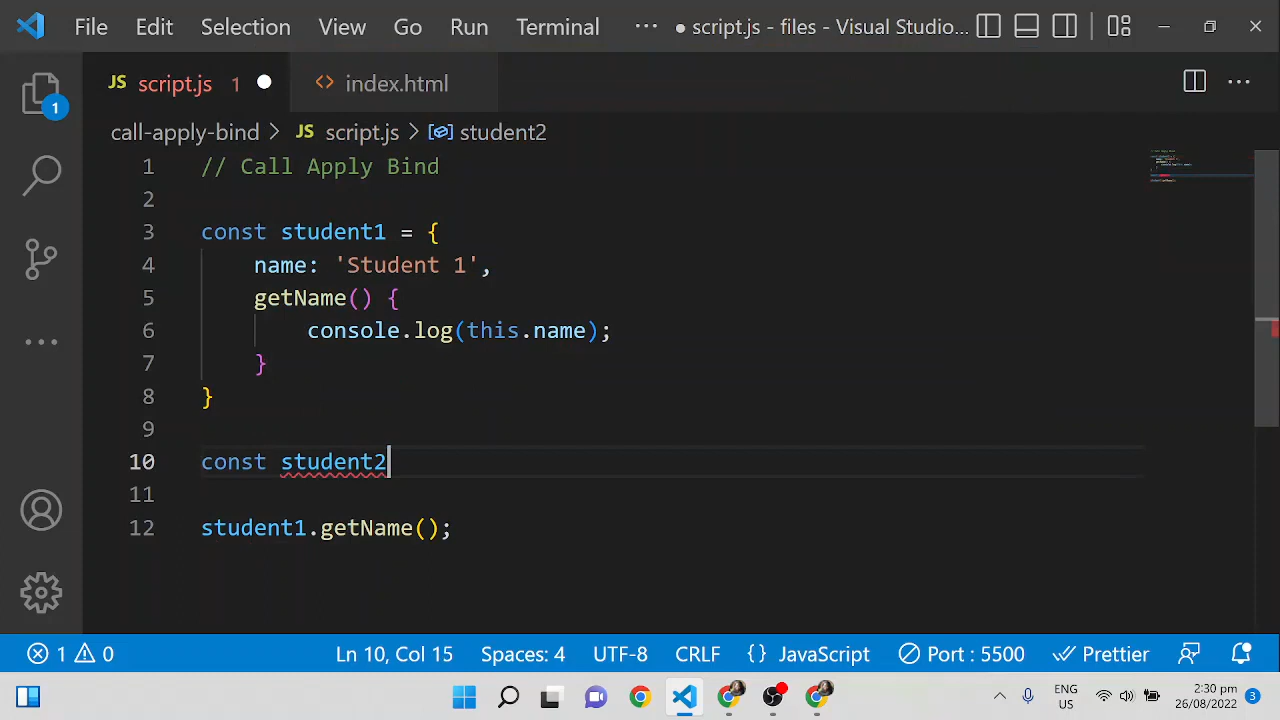 File Edit Selection View Go Run Terminal ··· ● script.js - files - Visual Studio...
JS script.js 1 ● <> index.html ···
call-apply-bind > JS script.js > student2
1 // Call Apply Bind
2
3 const student1 = {
4 name: 'Student 1',
5 getName() {
6 console.log(this.name);
7 }
8 }
9
10 const student2
11
12 student1.getName();
1
1 0 Ln 10, Col 15 Spaces: 4 UTF-8 CRLF {} JavaScript Port : 5500 Prettier
ENG
US
2:30 pm
26/08/2022
3